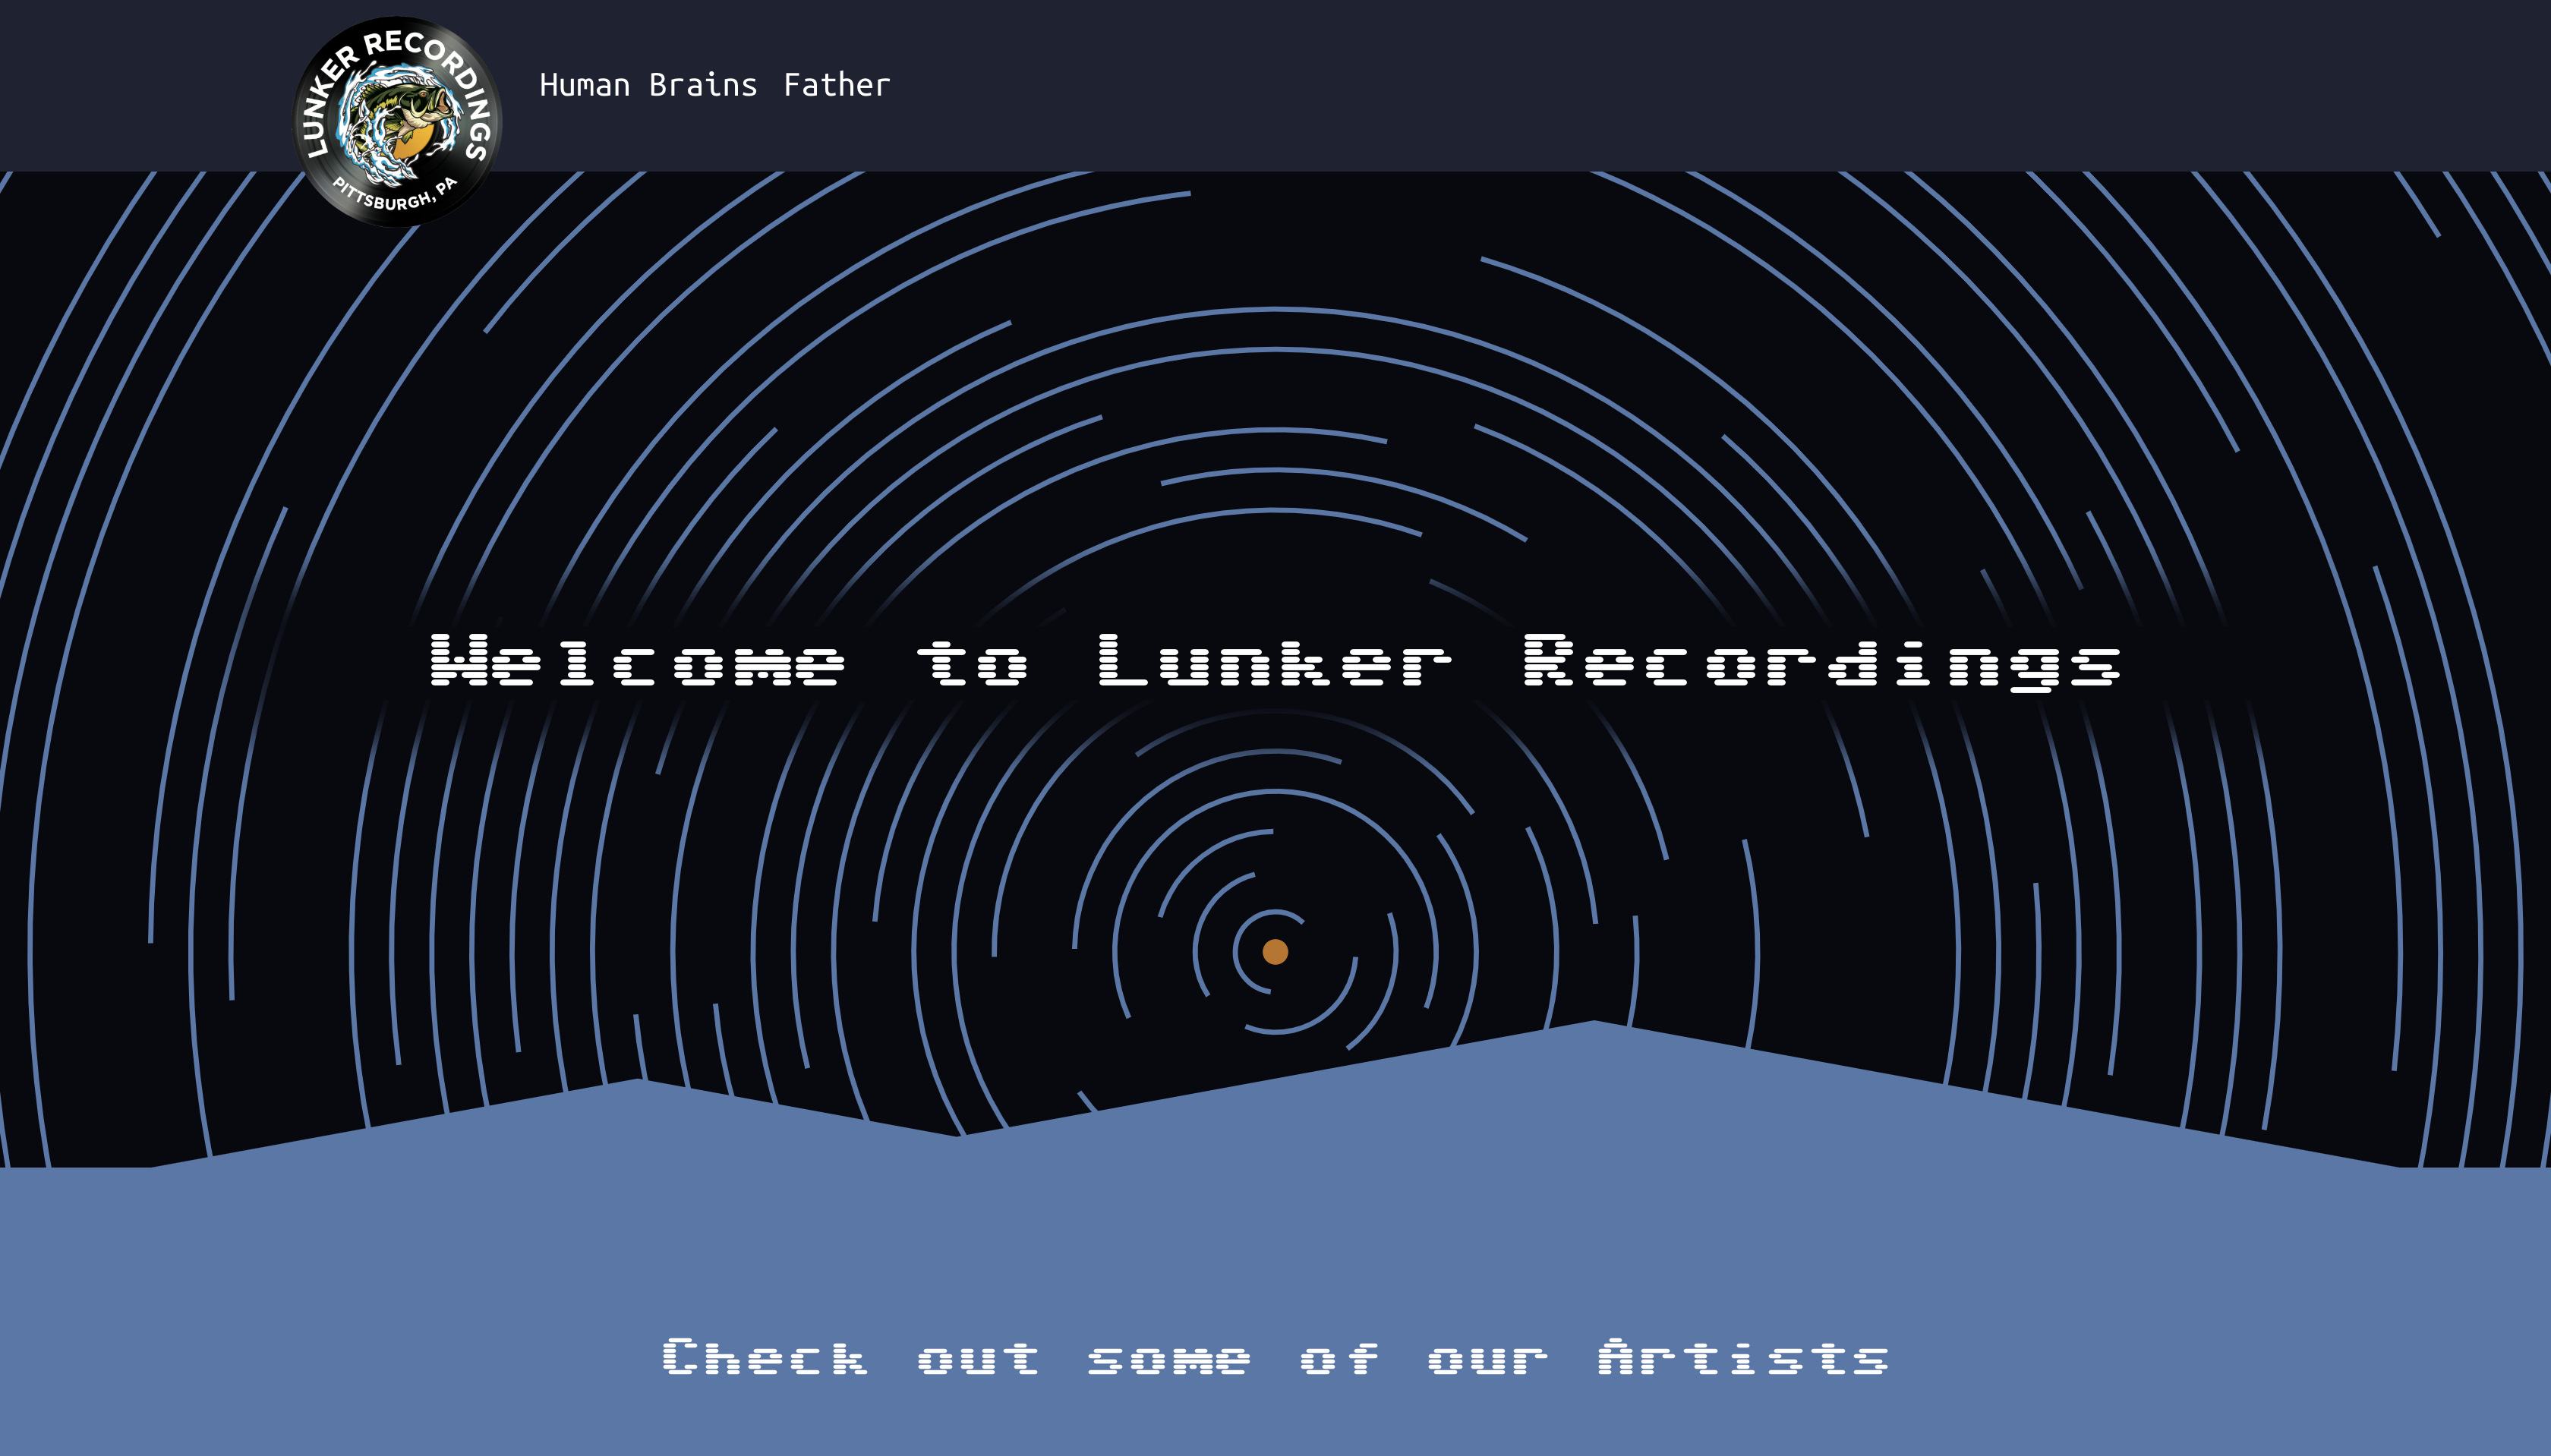 LUNKER RECORDINGS
PITTSBURGH, PA
Human Brains Father
Welcome to Lunker Recordings
Check out some of our Artists